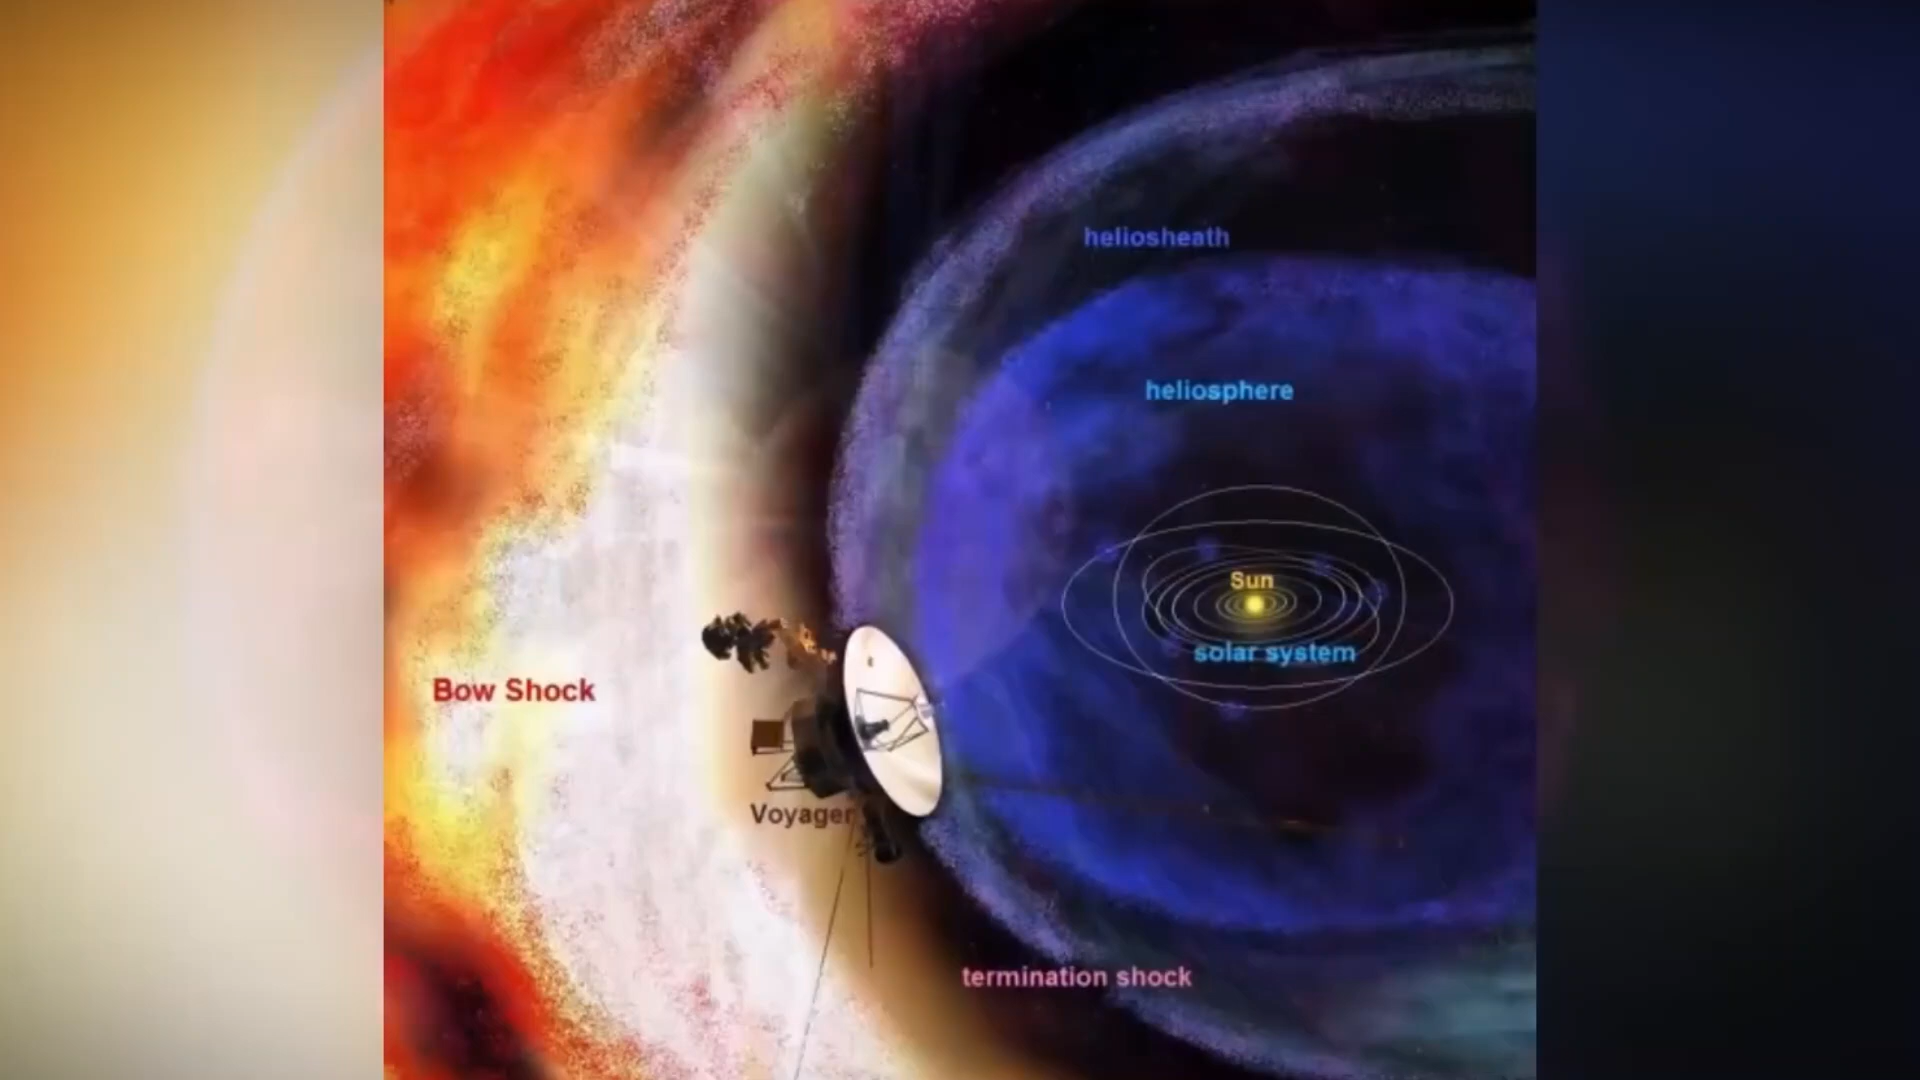 heliosheath
heliosphere
Sun
solar system
Bow Shock
Voyager
termination shock